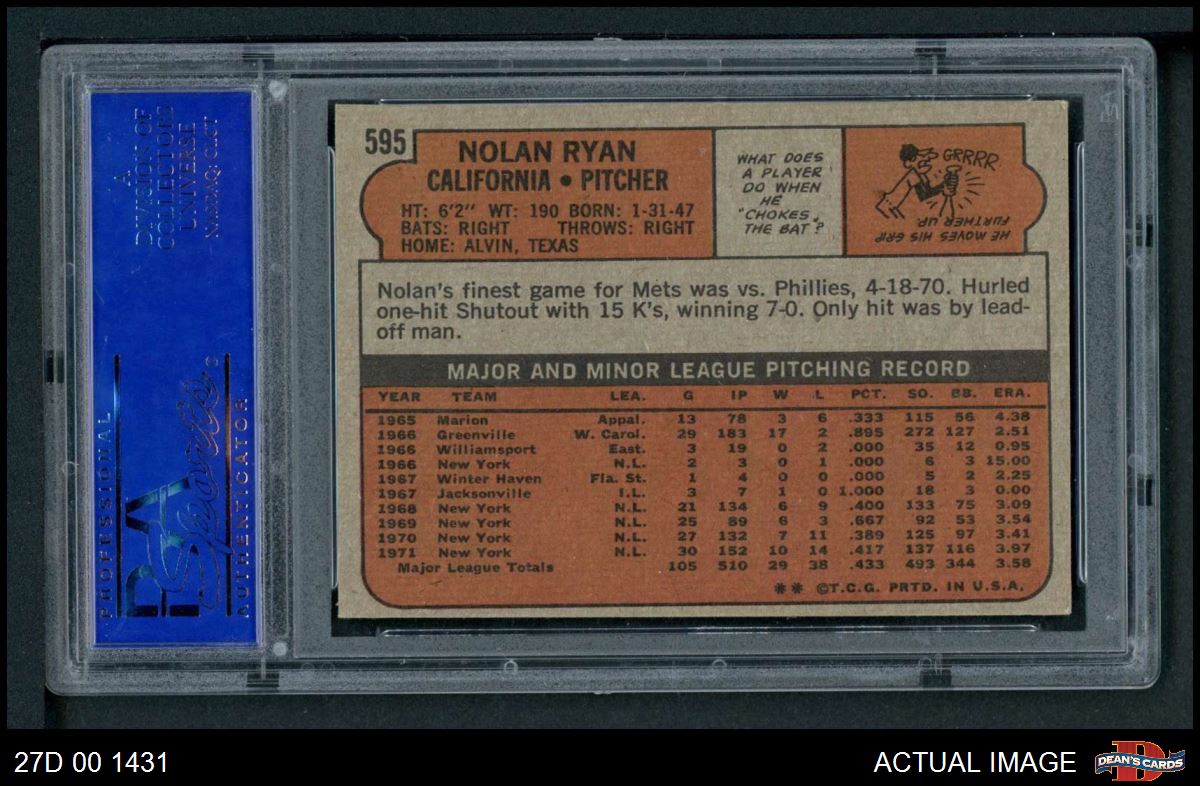 A
DIVISION OF
COLLECTORS
UNIVERSE
NASDAQ: CLCT
PROFESSIONAL
PSA
Sports
AUTHENTICATOR
595
NOLAN RYAN
CALIFORNIA • PITCHER
HT: 6'2" WT: 190 BORN: 1-31-47
BATS: RIGHT THROWS: RIGHT
HOME: ALVIN, TEXAS
WHAT DOES
A PLAYER
DO WHEN
HE
"CHOKES"
THE BAT?
GRRRR
HE MOVES HIS GRIP
FURTHER UP
Nolan's finest game for Mets was vs. Phillies, 4-18-70. Hurled
one-hit Shutout with 15 K's, winning 7-0. Only hit was by lead-
off man.
MAJOR AND MINOR LEAGUE PITCHING RECORD
YEAR TEAM LEA. G IP W L PCT. SO. BB. ERA.
1965 Marion Appal. 13 78 3 6 .333 115 56 4.38
1966 Greenville W. Carol. 29 183 17 2 .895 272 127 2.51
1966 Williamsport East. 3 19 0 2 .000 35 12 0.95
1966 New York N.L. 2 3 0 1 .000 6 3 15.00
1967 Winter Haven Fla. St. 1 4 0 0 .000 5 2 2.25
1967 Jacksonville I.L. 3 7 1 0 1.000 18 3 0.00
1968 New York N.L. 21 134 6 9 .400 133 75 3.09
1969 New York N.L. 25 89 6 3 .667 92 53 3.54
1970 New York N.L. 27 132 7 11 .389 125 97 3.41
1971 New York N.L. 30 152 10 14 .417 137 116 3.97
Major League Totals 105 510 29 38 .433 493 344 3.58
** ©T.C.G. PRTD. IN U.S.A.
27D 00 1431
ACTUAL IMAGE
DEAN'S CARDS